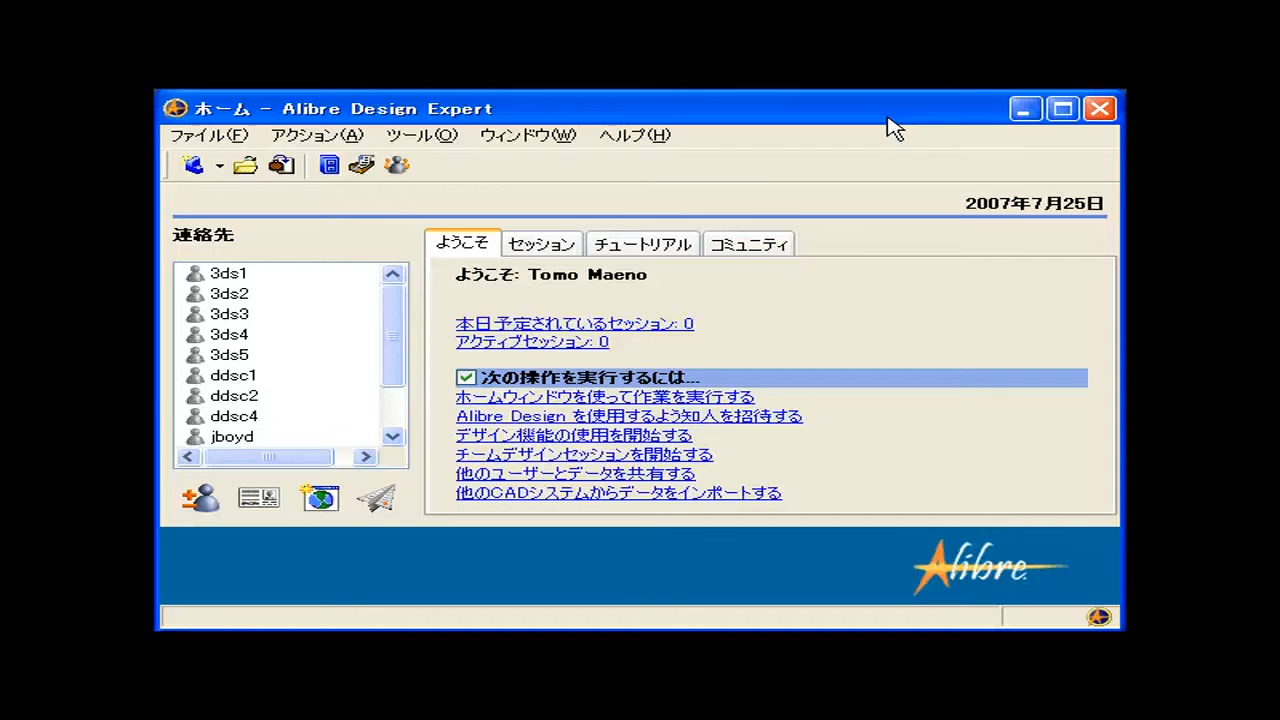 ホーム - Alibre Design Expert
ファイル(F) アクション(A) ツール(O) ウィンドウ(W) ヘルプ(H)
2007年7月25日
連絡先
3ds1
3ds2
3ds3
3ds4
3ds5
ddsc1
ddsc2
ddsc4
jboyd
ようこそ セッション チュートリアル コミュニティ
ようこそ: Tomo Maeno
本日予定されているセッション: 0
アクティブセッション: 0
次の操作を実行するには...
ホームウィンドウを使って作業を実行する
Alibre Design を使用するよう知人を招待する
デザイン機能の使用を開始する
チームデザインセッションを開始する
他のユーザーとデータを共有する
他のCADシステムからデータをインポートする
Alibre